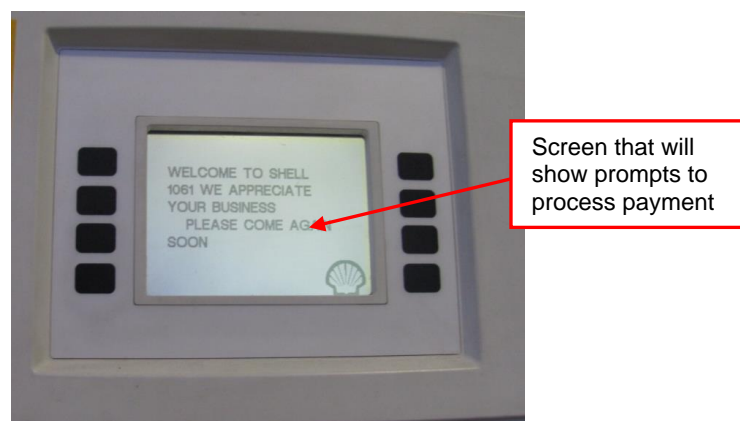 WELCOME TO SHELL
1061 WE APPRECIATE
YOUR BUSINESS
PLEASE COME AGAIN
SOON
Screen that will
show prompts to
process payment